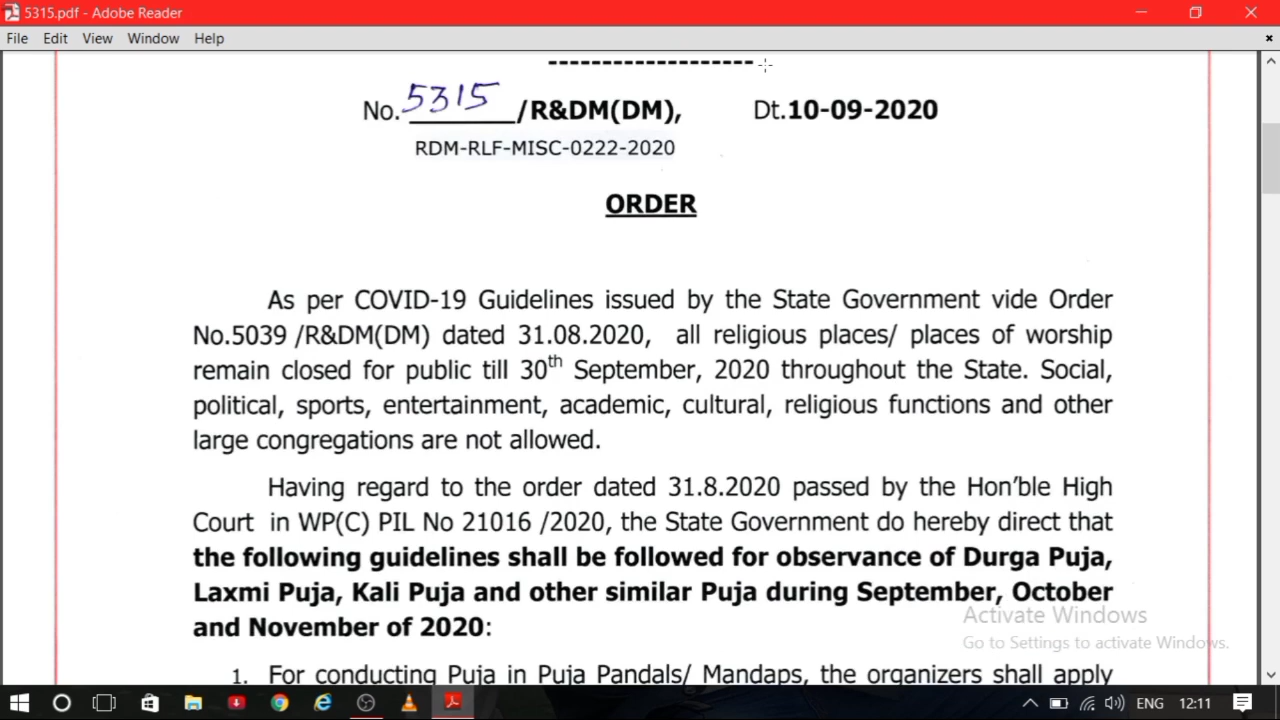 5315.pdf - Adobe Reader
File Edit View Window Help
--------------------
No. 5315 /R&DM(DM), Dt.10-09-2020
RDM-RLF-MISC-0222-2020
ORDER
As per COVID-19 Guidelines issued by the State Government vide Order
No.5039 /R&DM(DM) dated 31.08.2020, all religious places/ places of worship
remain closed for public till 30th September, 2020 throughout the State. Social,
political, sports, entertainment, academic, cultural, religious functions and other
large congregations are not allowed.
Having regard to the order dated 31.8.2020 passed by the Hon'ble High
Court in WP(C) PIL No 21016 /2020, the State Government do hereby direct that
the following guidelines shall be followed for observance of Durga Puja,
Laxmi Puja, Kali Puja and other similar Puja during September, October
and November of 2020:
Activate Windows
Go to Settings to activate Windows.
1. For conducting Puja in Puja Pandals/ Mandaps, the organizers shall apply
ENG 12:11